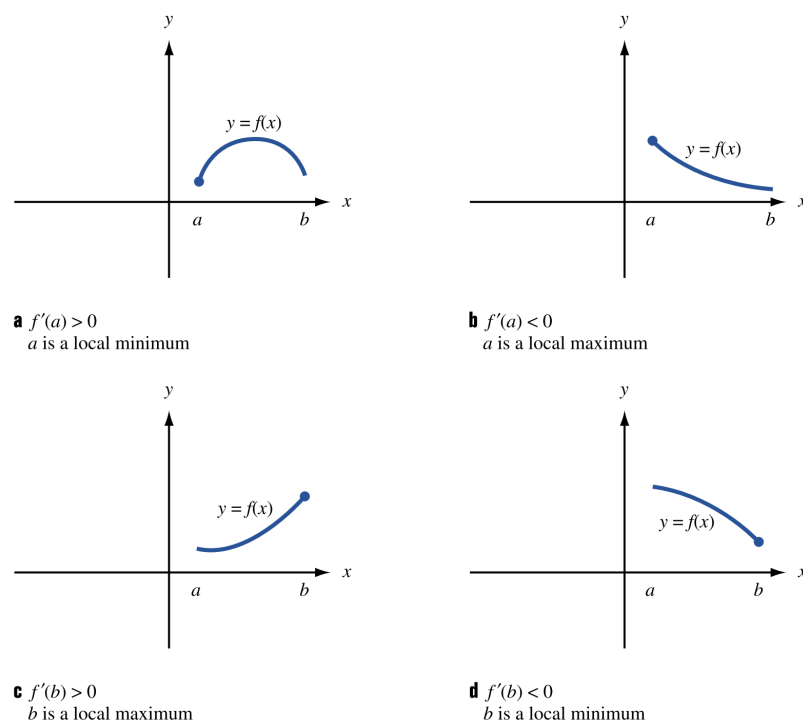 y
y = f(x)
x
a
b
a f′(a) > 0
a is a local minimum
y
y = f(x)
x
a
b
b f′(a) < 0
a is a local maximum
y
y = f(x)
x
a
b
c f′(b) > 0
b is a local maximum
y
y = f(x)
x
a
b
d f′(b) < 0
b is a local minimum